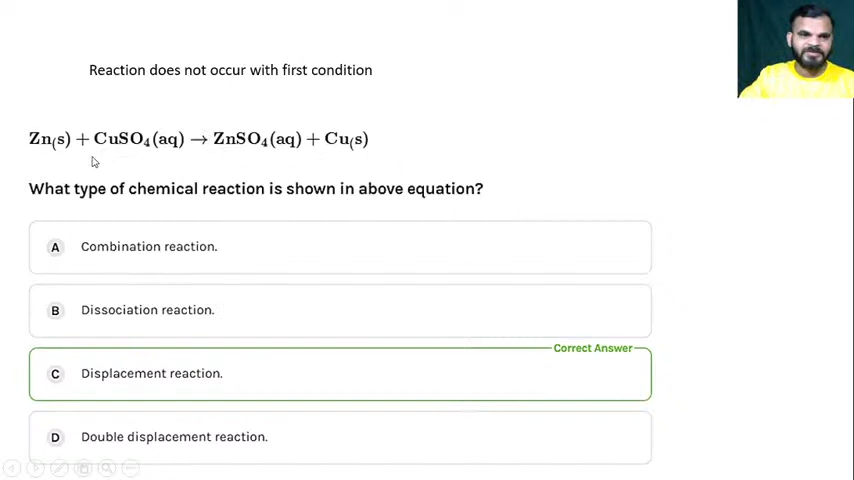 Reaction does not occur with first condition
Zn(s) + CuSO₄(aq) → ZnSO₄(aq) + Cu(s)
What type of chemical reaction is shown in above equation?
A Combination reaction.
B Dissociation reaction.
Correct Answer
C Displacement reaction.
D Double displacement reaction.